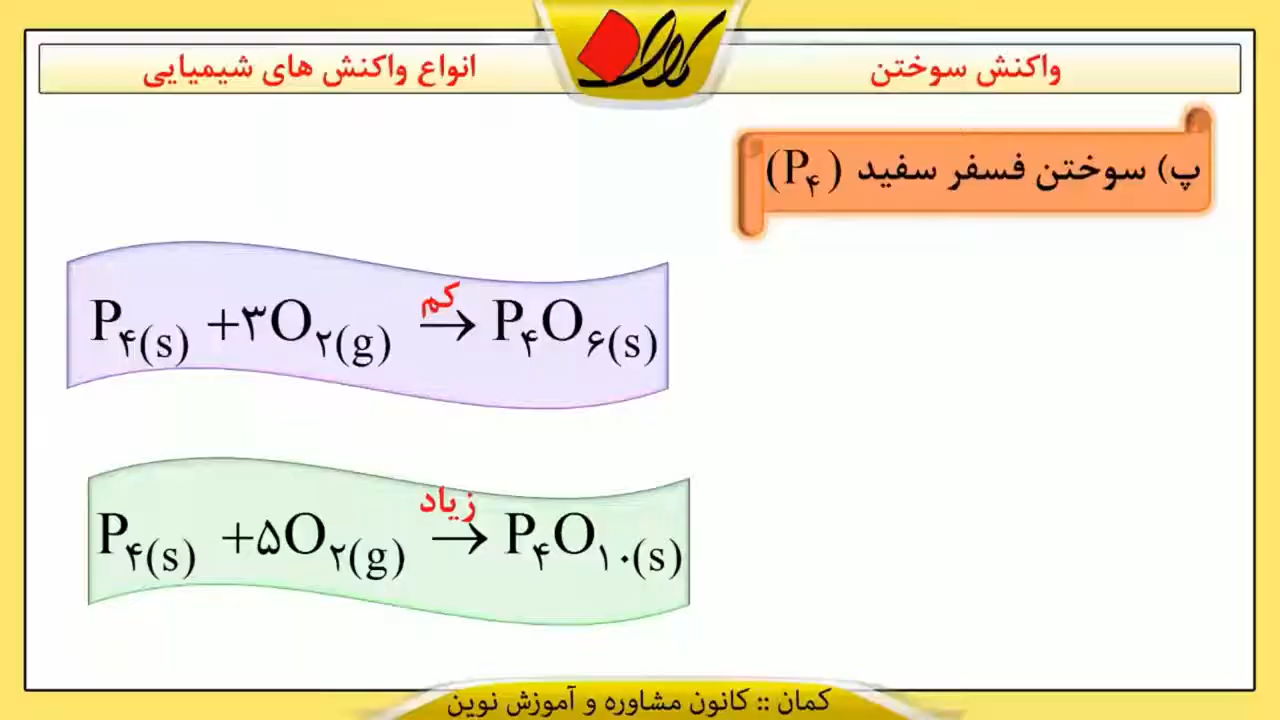 واکنش سوختن
انواع واکنش های شیمیایی
کمان
پ) سوختن فسفر سفید (P۴)
P۴(s) +۳O۲(g) کم → P۴O۶(s)
P۴(s) +۵O۲(g) زیاد → P۴O۱۰(s)
کمان :: کانون مشاوره و آموزش نوین